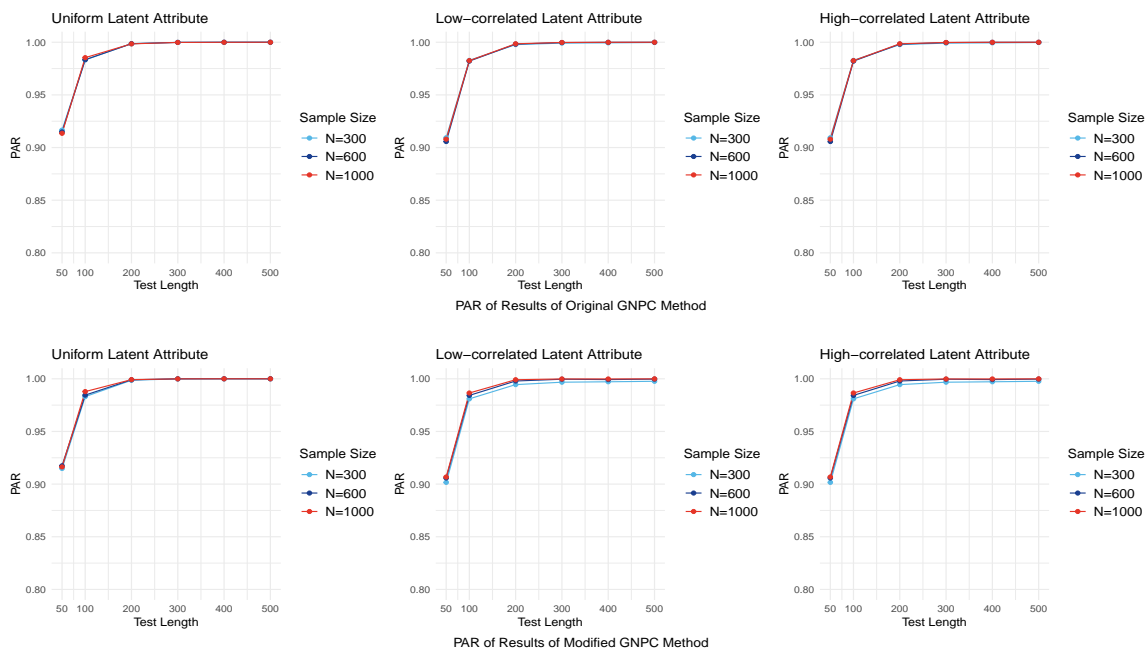 Uniform Latent Attribute
Low−correlated Latent Attribute
High−correlated Latent Attribute
1.00
0.95
0.90
0.85
0.80
PAR
50 100 200 300 400 500
Test Length
Sample Size
N=300
N=600
N=1000
1.00
0.95
0.90
0.85
0.80
PAR
50 100 200 300 400 500
Test Length
Sample Size
N=300
N=600
N=1000
1.00
0.95
0.90
0.85
0.80
PAR
50 100 200 300 400 500
Test Length
Sample Size
N=300
N=600
N=1000
PAR of Results of Original GNPC Method
Uniform Latent Attribute
Low−correlated Latent Attribute
High−correlated Latent Attribute
1.00
0.95
0.90
0.85
0.80
PAR
50 100 200 300 400 500
Test Length
Sample Size
N=300
N=600
N=1000
1.00
0.95
0.90
0.85
0.80
PAR
50 100 200 300 400 500
Test Length
Sample Size
N=300
N=600
N=1000
1.00
0.95
0.90
0.85
0.80
PAR
50 100 200 300 400 500
Test Length
Sample Size
N=300
N=600
N=1000
PAR of Results of Modified GNPC Method